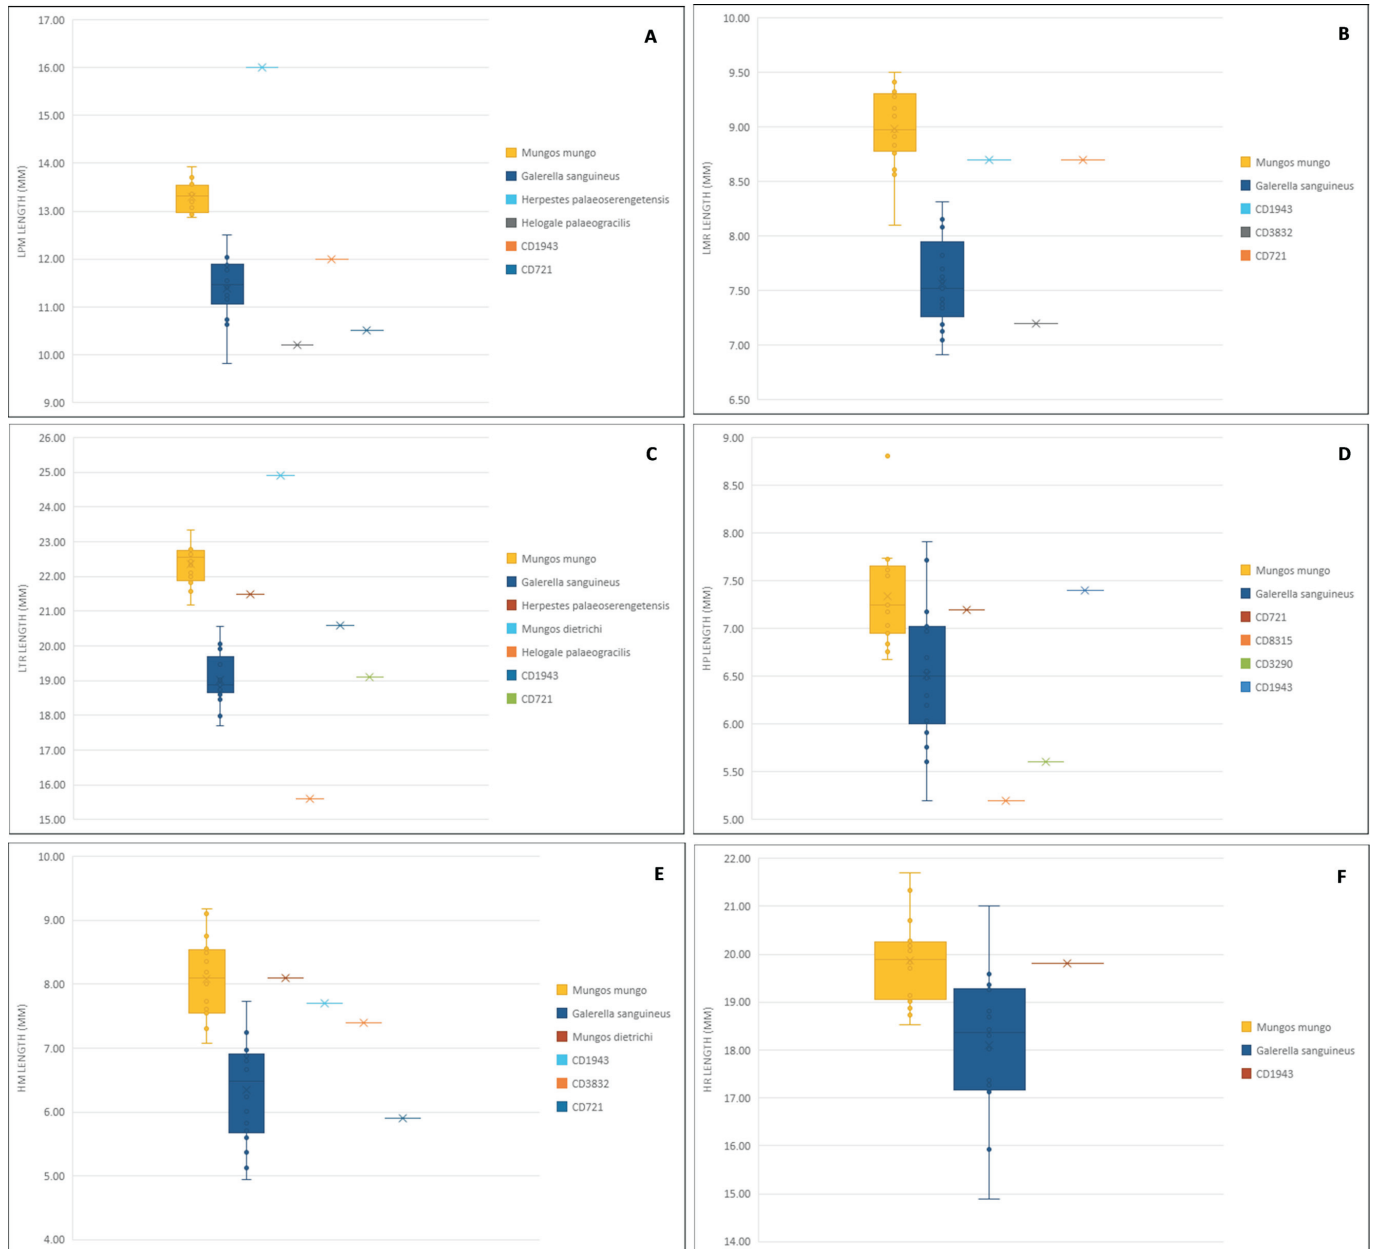 A
17.00
16.00
15.00
14.00
13.00
12.00
11.00
10.00
9.00
LPM LENGTH (MM)
Mungos mungo
Galerella sanguineus
Herpestes palaeoserengetensis
Helogale palaeogracilis
CD1943
CD721
B
10.00
9.50
9.00
8.50
8.00
7.50
7.00
6.50
LMR LENGTH (MM)
Mungos mungo
Galerella sanguineus
CD1943
CD3832
CD721
C
26.00
25.00
24.00
23.00
22.00
21.00
20.00
19.00
18.00
17.00
16.00
15.00
LTR LENGTH (MM)
Mungos mungo
Galerella sanguineus
Herpestes palaeoserengetensis
Mungos dietrichi
Helogale palaeogracilis
CD1943
CD721
D
9.00
8.50
8.00
7.50
7.00
6.50
6.00
5.50
5.00
HP LENGTH (MM)
Mungos mungo
Galerella sanguineus
CD721
CD8315
CD3290
CD1943
E
10.00
9.00
8.00
7.00
6.00
5.00
4.00
HM LENGTH (MM)
Mungos mungo
Galerella sanguineus
Mungos dietrichi
CD1943
CD3832
CD721
F
22.00
21.00
20.00
19.00
18.00
17.00
16.00
15.00
14.00
HR LENGTH (MM)
Mungos mungo
Galerella sanguineus
CD1943